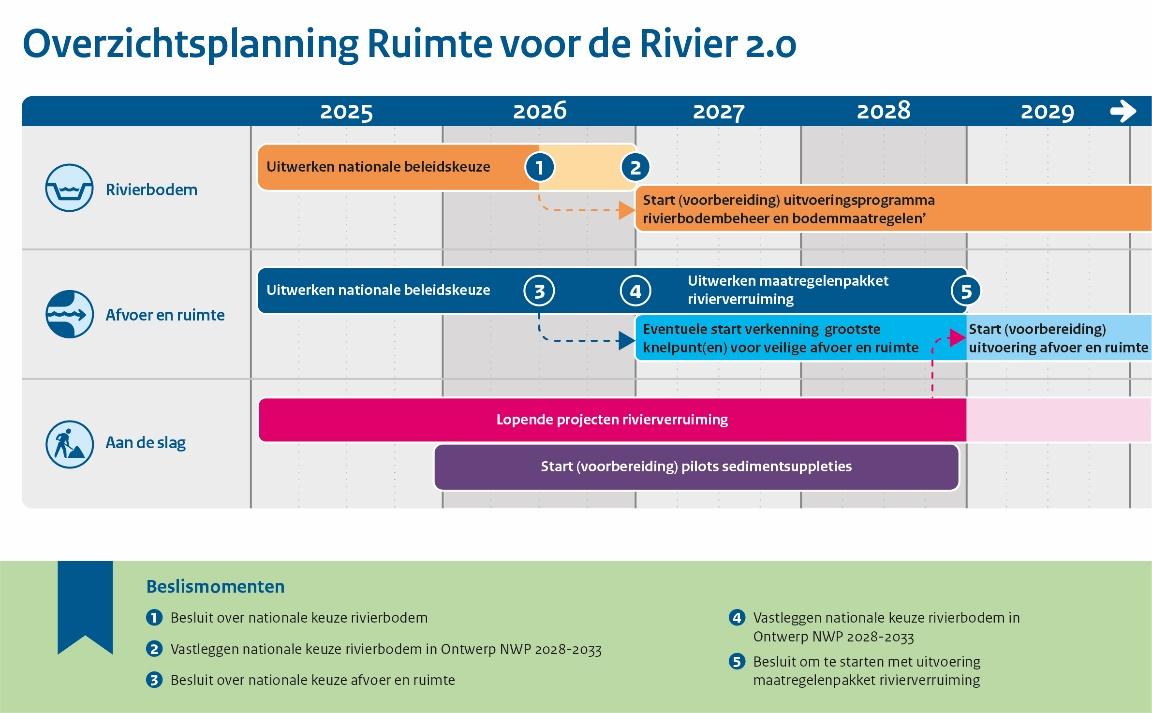 Overzichtsplanning Ruimte voor de Rivier 2.0
2025 2026 2027 2028 2029
Rivierbodem
Uitwerken nationale beleidskeuze 1 2
Start (voorbereiding) uitvoeringsprogramma
rivierbodembeheer en bodemmaatregelen’
Afvoer en ruimte
Uitwerken nationale beleidskeuze 3 4
Uitwerken maatregelenpakket
rivierverruiming
5
Eventuele start verkenning grootste
knelpunt(en) voor veilige afvoer en ruimte
Start (voorbereiding)
uitvoering afvoer en ruimte
Aan de slag
Lopende projecten rivierverruiming
Start (voorbereiding) pilots sedimentsuppleties
Beslismomenten
1 Besluit over nationale keuze rivierbodem
2 Vastleggen nationale keuze rivierbodem in Ontwerp NWP 2028-2033
3 Besluit over nationale keuze afvoer en ruimte
4 Vastleggen nationale keuze rivierbodem in
Ontwerp NWP 2028-2033
5 Besluit om te starten met uitvoering
maatregelenpakket rivierverruiming